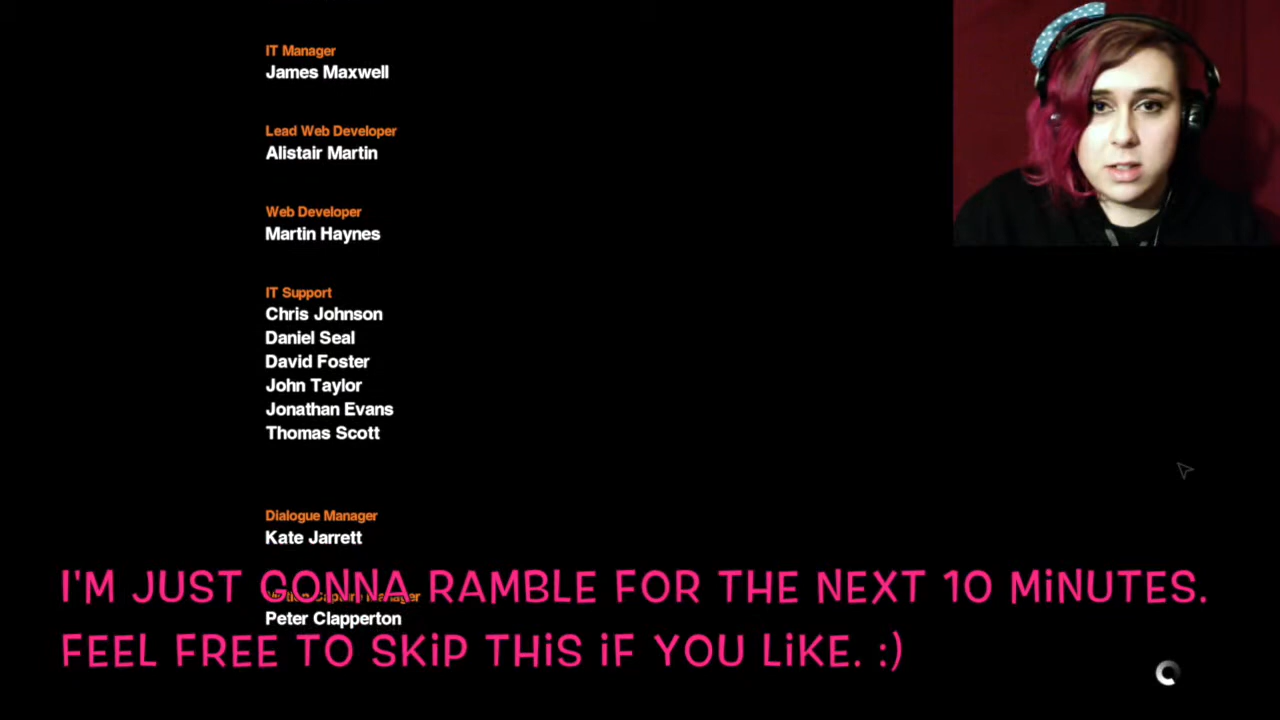 IT Manager
James Maxwell
Lead Web Developer
Alistair Martin
Web Developer
Martin Haynes
IT Support
Chris Johnson
Daniel Seal
David Foster
John Taylor
Jonathan Evans
Thomas Scott
Dialogue Manager
Kate Jarrett
I'M JUST GONNA RAMBLE FOR THE NEXT 10 MiNUTES.
Manager
Peter Clapperton
FEEL FREE TO SKiP THiS iF YOU LiKE. :)